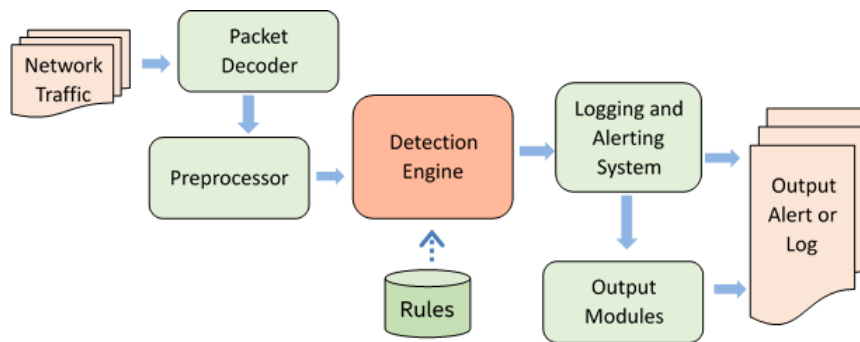 Network
Traffic
Packet
Decoder
Preprocessor
Detection
Engine
Rules
Logging and
Alerting
System
Output
Modules
Output
Alert or
Log